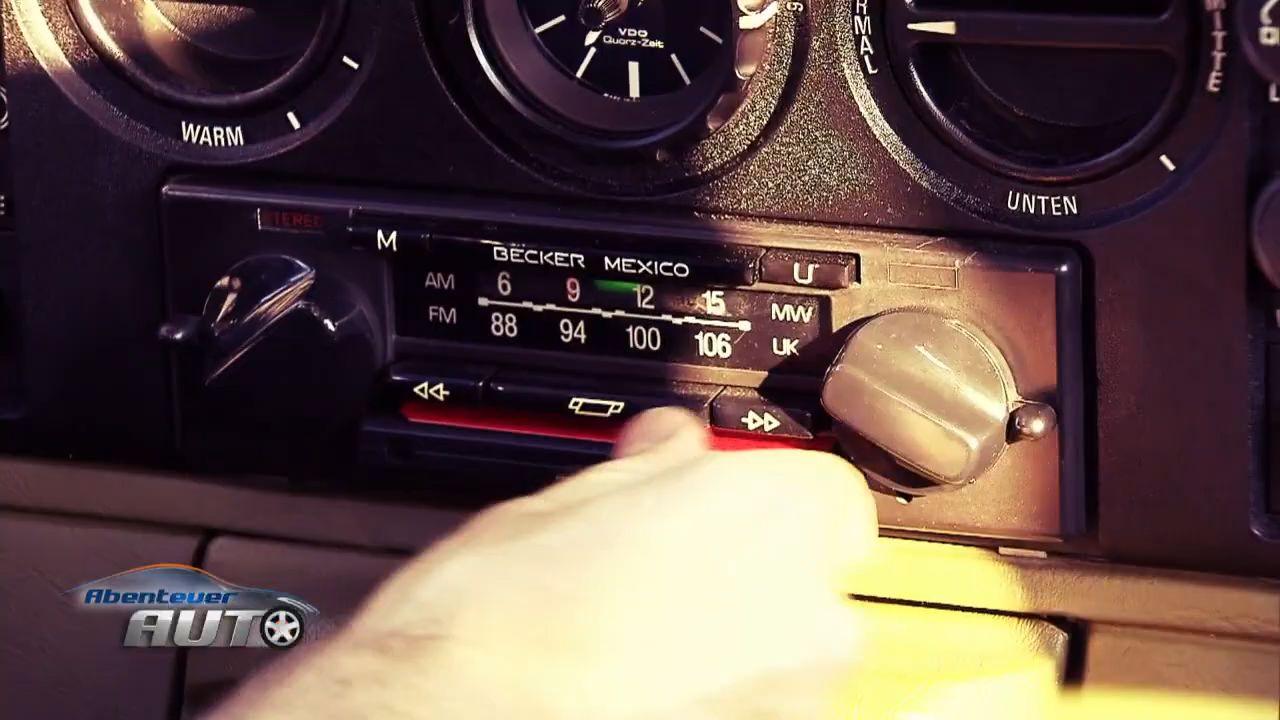 VDO
Quarz-Zeit
WARM
MITTE
UNTEN
STEREO
M
BECKER MEXICO
U
AM 6 9 12 15 MW
FM 88 94 100 106 UK
Abenteuer
AUTO